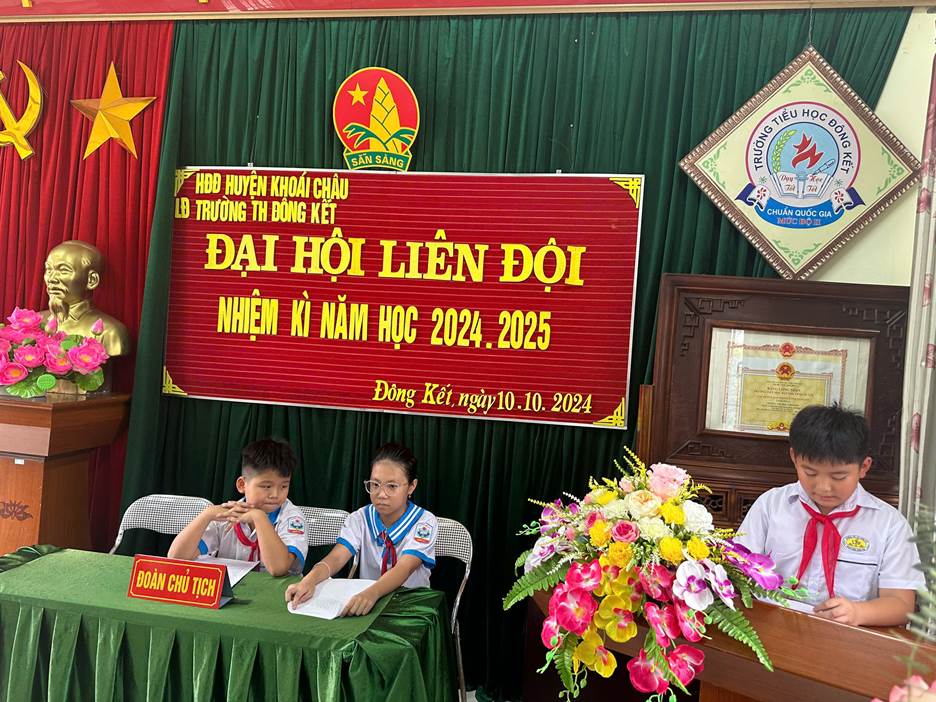 SẴN SÀNG
HĐĐ HUYỆN KHOÁI CHÂU
LĐ TRƯỜNG TH ĐÔNG KẾT
ĐẠI HỘI LIÊN ĐỘI
NHIỆM KÌ NĂM HỌC 2024.2025
Đông Kết, ngày 10.10. 2024
TRƯỜNG TIỂU HỌC ĐÔNG KẾT
Dạy Học
Tốt Tốt
CHUẨN QUỐC GIA
MỨC ĐỘ II
ĐOÀN CHỦ TỊCH